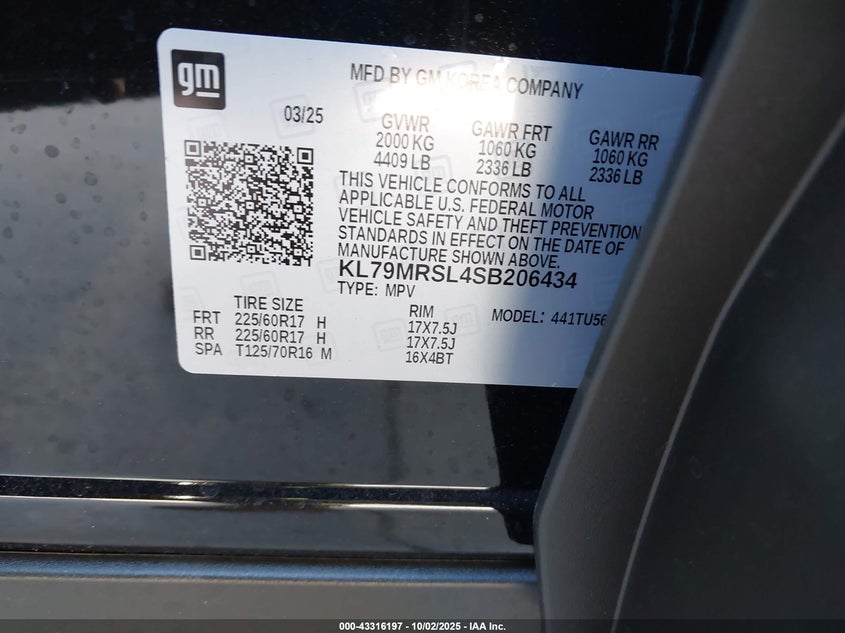 gm
MFD BY GM KOREA COMPANY
03/25
GVWR GAWR FRT GAWR RR
2000 KG 1060 KG 1060 KG
4409 LB 2336 LB 2336 LB
THIS VEHICLE CONFORMS TO ALL
APPLICABLE U.S. FEDERAL MOTOR
VEHICLE SAFETY AND THEFT PREVENTION
STANDARDS IN EFFECT ON THE DATE OF
MANUFACTURE SHOWN ABOVE.
KL79MRSL4SB206434
TYPE: MPV
TIRE SIZE RIM MODEL: 441TU56
FRT 225/60R17 H 17X7.5J
RR 225/60R17 H 17X7.5J
SPA T125/70R16 M 16X4BT
000-43316197 - 10/02/2025 - IAA Inc.